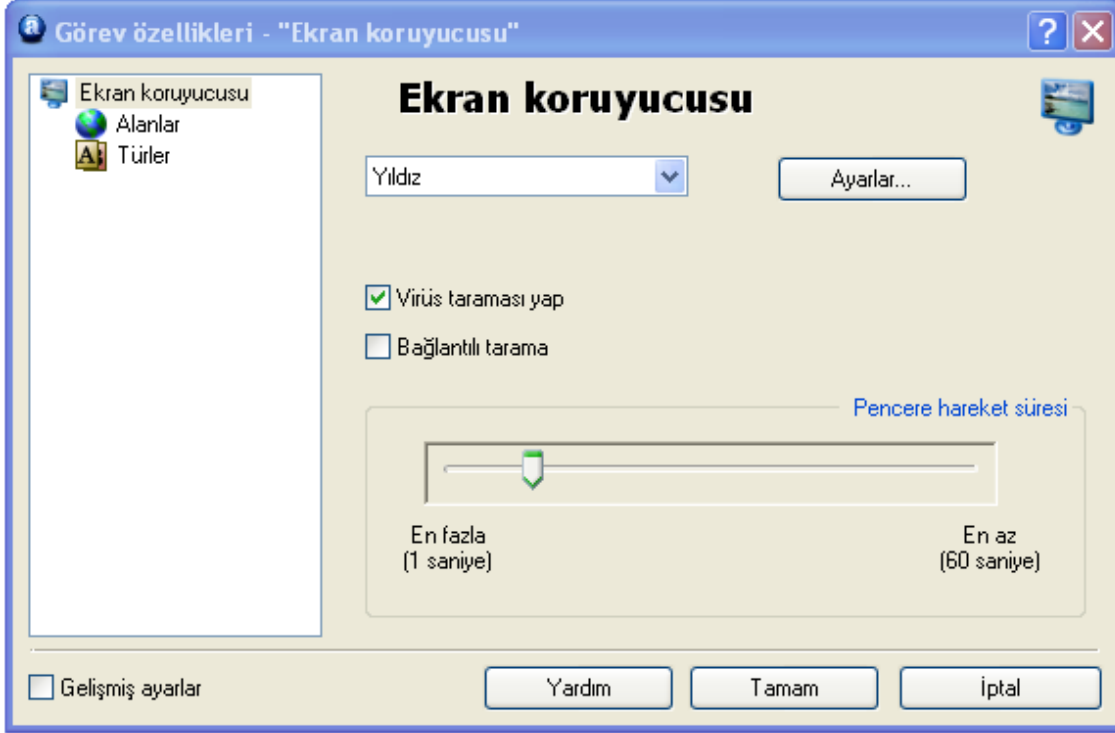 Görev özellikleri - "Ekran koruyucusu"
Ekran koruyucusu
Alanlar
Türler
Ekran koruyucusu
Yıldız
Ayarlar...
Virüs taraması yap
Bağlantılı tarama
Pencere hareket süresi
En fazla
(1 saniye)
En az
(60 saniye)
Gelişmiş ayarlar
Yardım
Tamam
İptal